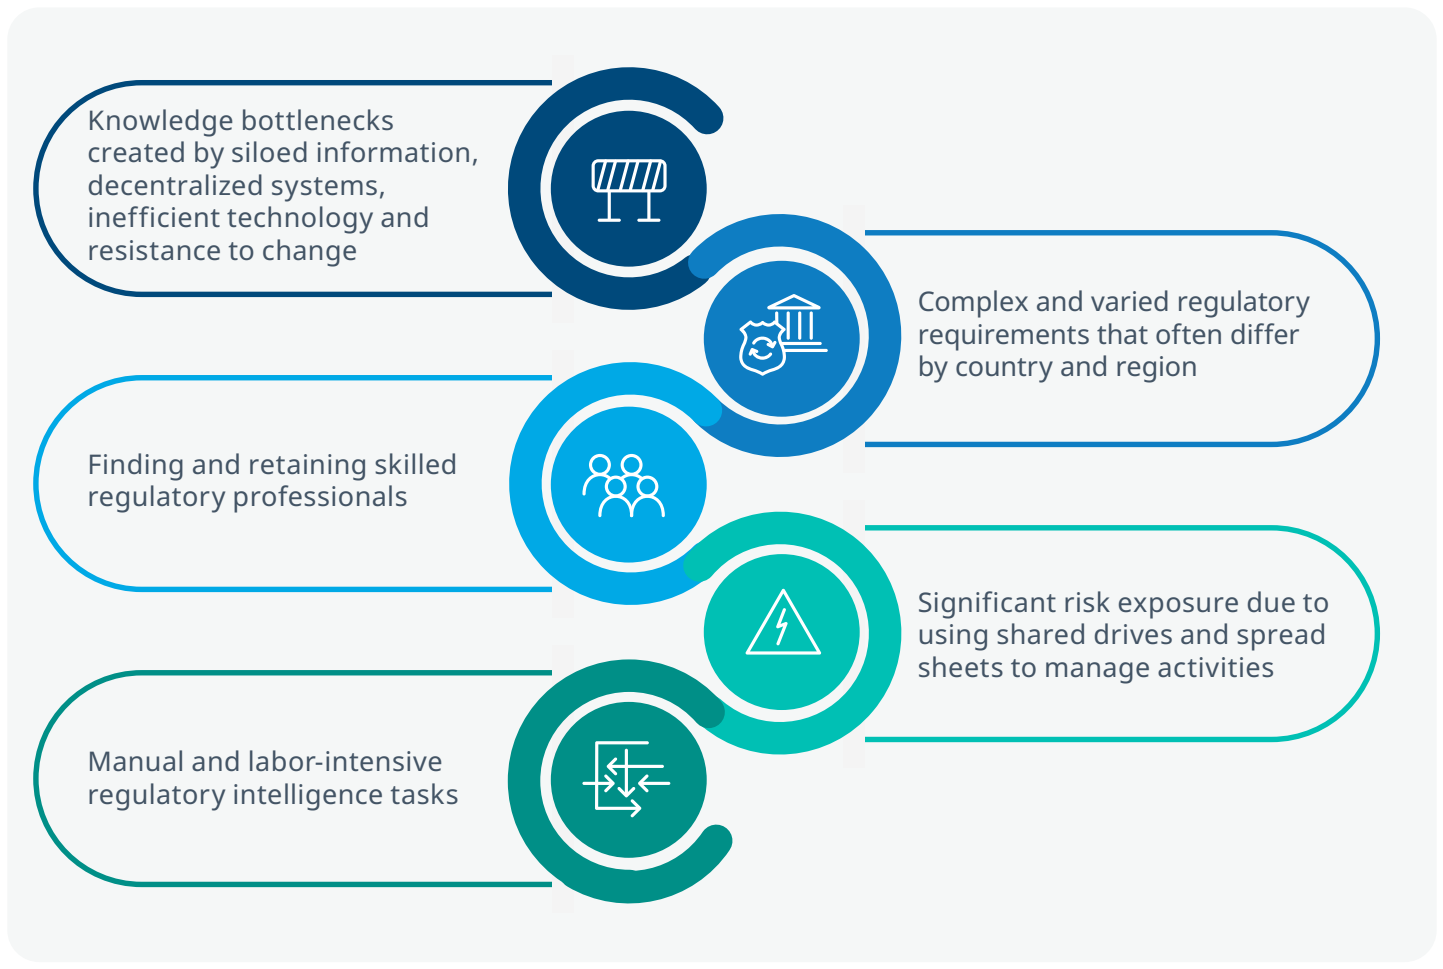 Knowledge bottlenecks
created by siloed information,
decentralized systems,
inefficient technology and
resistance to change
Complex and varied regulatory
requirements that often differ
by country and region
Finding and retaining skilled
regulatory professionals
Significant risk exposure due to
using shared drives and spread
sheets to manage activities
Manual and labor-intensive
regulatory intelligence tasks